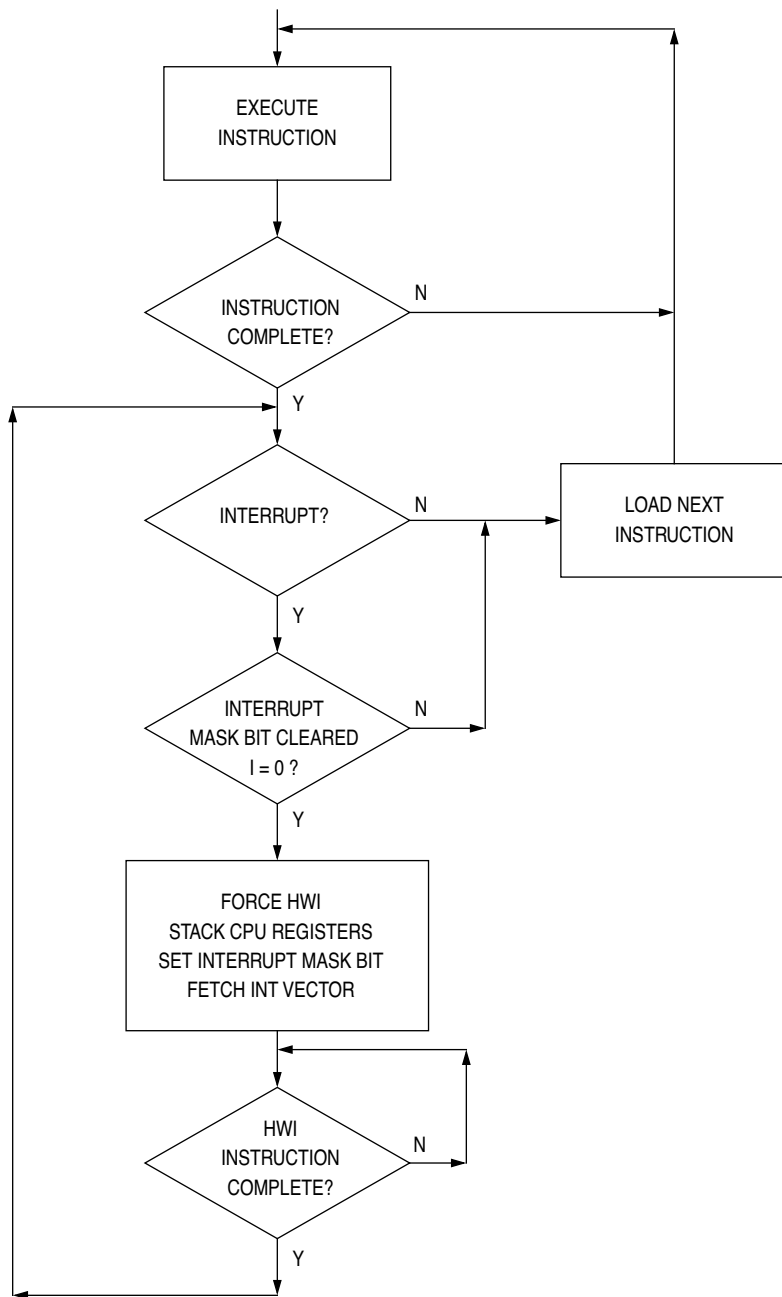 EXECUTE
INSTRUCTION
INSTRUCTION
COMPLETE?
N
Y
INTERRUPT?
N
LOAD NEXT
INSTRUCTION
Y
INTERRUPT
MASK BIT CLEARED
I = 0 ?
N
Y
FORCE HWI
STACK CPU REGISTERS
SET INTERRUPT MASK BIT
FETCH INT VECTOR
HWI
INSTRUCTION
COMPLETE?
N
Y